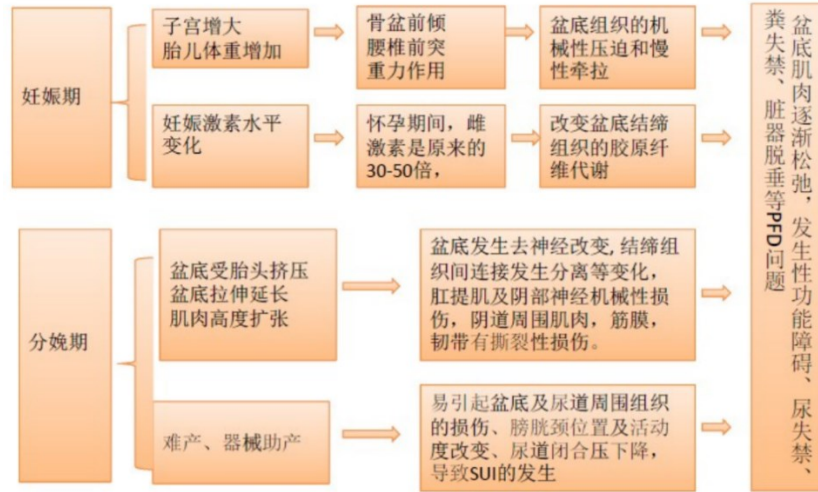 妊娠期
子宫增大
胎儿体重增加
骨盆前倾
腰椎前突
重力作用
盆底组织的机
械性压迫和慢
性牵拉
妊娠激素水平
变化
怀孕期间，雌
激素是原来的
30-50倍，
改变盆底结缔
组织的胶原纤
维代谢
分娩期
盆底受胎头挤压
盆底拉伸延长
肌肉高度扩张
盆底发生去神经改变, 结缔组
织间连接发生分离等变化，
肛提肌及阴部神经机械性损
伤，阴道周围肌肉，筋膜，
韧带有撕裂性损伤。
难产、器械助产
易引起盆底及尿道周围组织
的损伤、膀胱颈位置及活动
度改变、尿道闭合压下降，
导致SUI的发生
盆底肌肉逐渐松弛，发生性功能障碍、尿失禁、
粪失禁、脏器脱垂等PFD问题